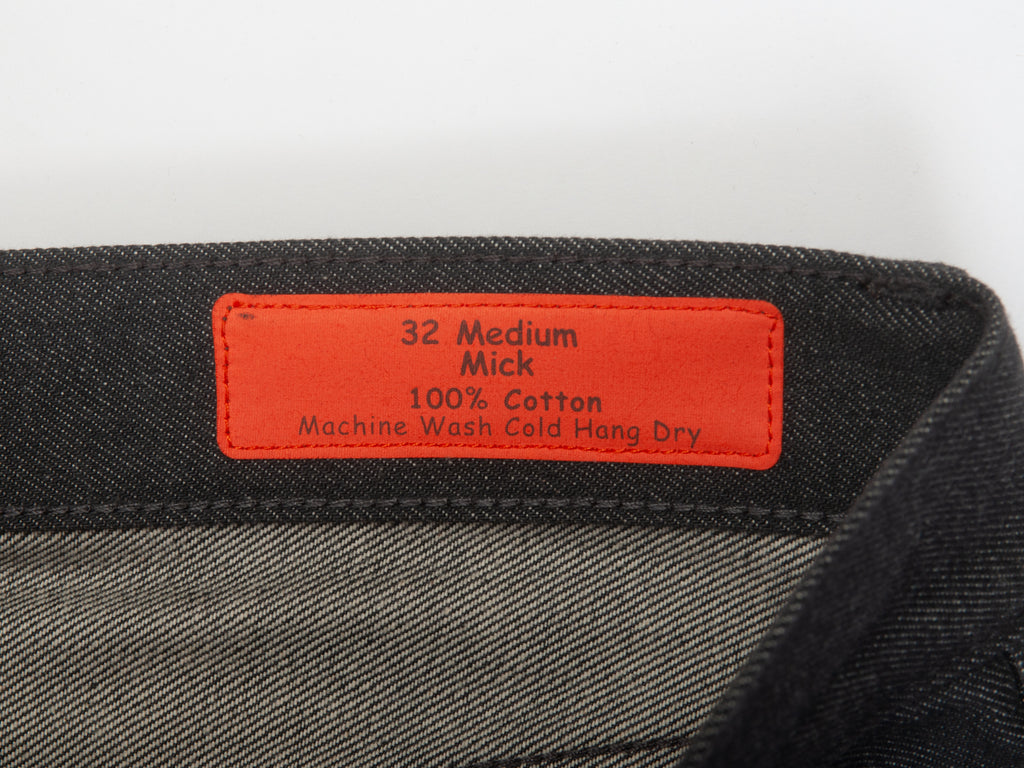 32 Medium
Mick
100% Cotton
Machine Wash Cold Hang Dry